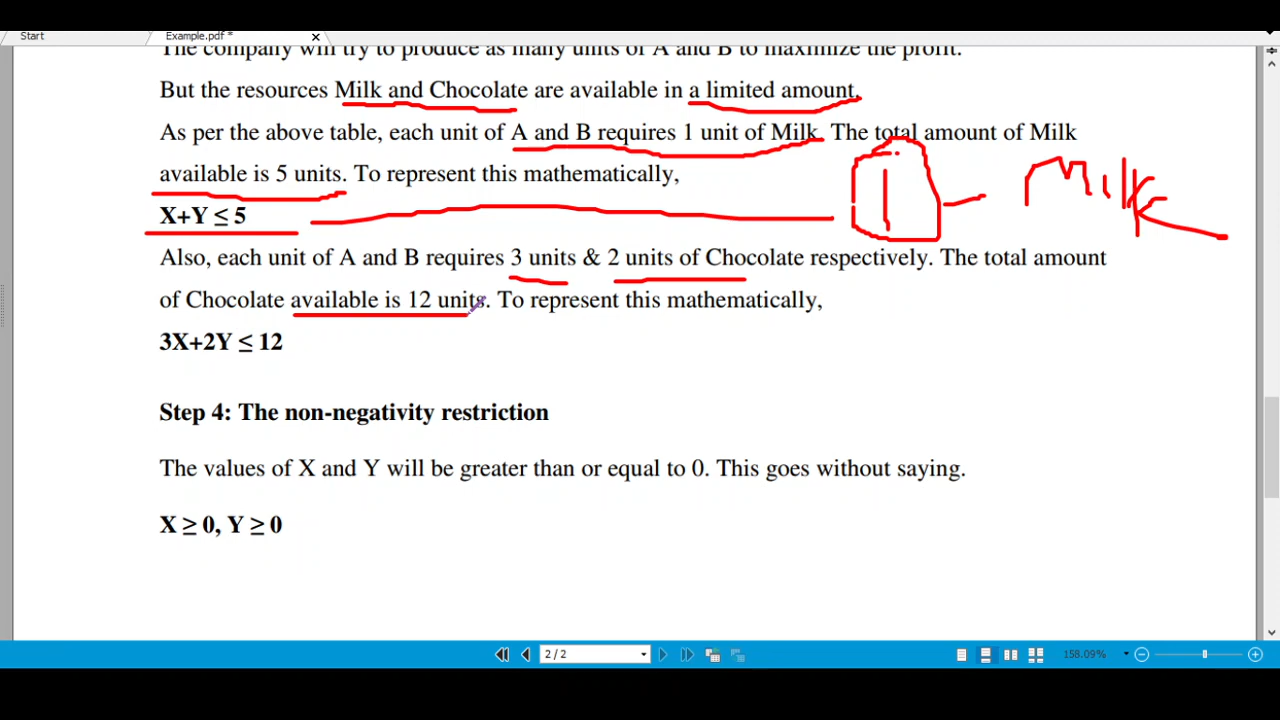 Start
Example.pdf *
The company will try to produce as many units of A and B to maximize the profit.
But the resources Milk and Chocolate are available in a limited amount.
As per the above table, each unit of A and B requires 1 unit of Milk. The total amount of Milk
available is 5 units. To represent this mathematically,
Milk
1
X+Y ≤ 5
Also, each unit of A and B requires 3 units & 2 units of Chocolate respectively. The total amount
of Chocolate available is 12 units. To represent this mathematically,
3X+2Y ≤ 12
Step 4: The non-negativity restriction
The values of X and Y will be greater than or equal to 0. This goes without saying.
X ≥ 0, Y ≥ 0
2 / 2
158.09%